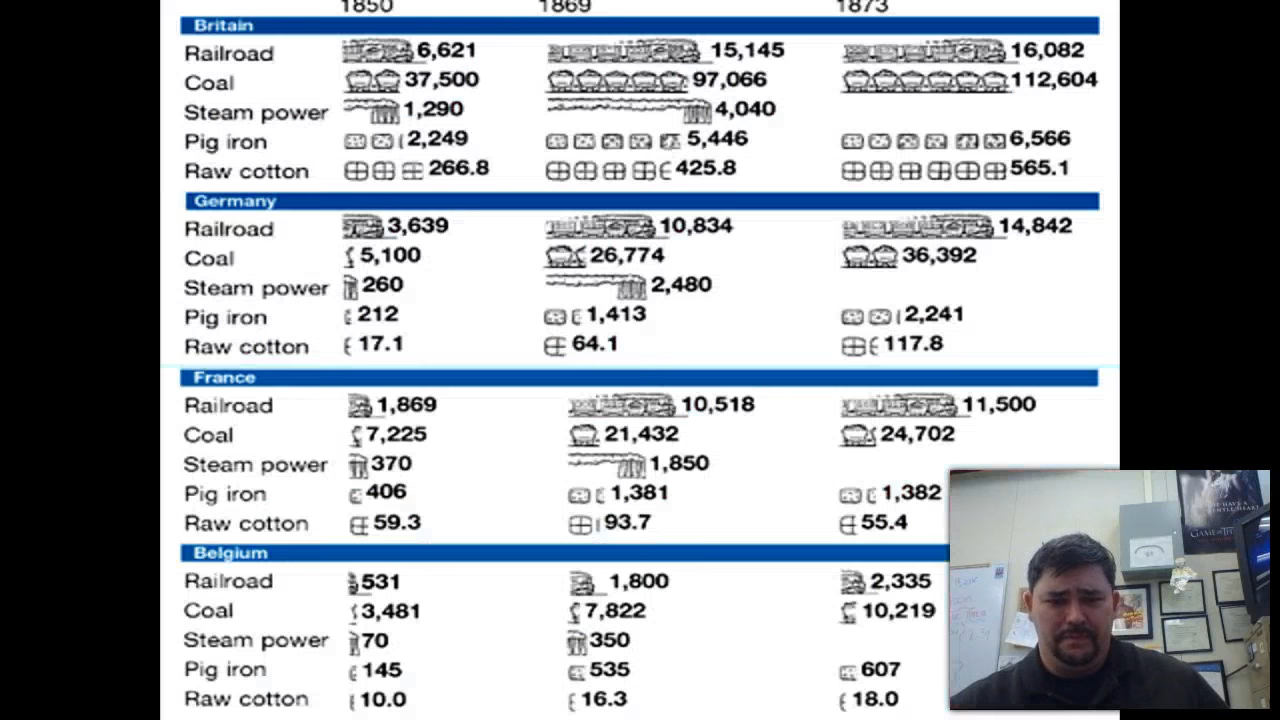 1850 1869 1873
Britain
Railroad 6,621 15,145 16,082
Coal 37,500 97,066 112,604
Steam power 1,290 4,040
Pig iron 2,249 5,446 6,566
Raw cotton 266.8 425.8 565.1
Germany
Railroad 3,639 10,834 14,842
Coal 5,100 26,774 36,392
Steam power 260 2,480
Pig iron 212 1,413 2,241
Raw cotton 17.1 64.1 117.8
France
Railroad 1,869 10,518 11,500
Coal 7,225 21,432 24,702
Steam power 370 1,850
Pig iron 406 1,381 1,382
Raw cotton 59.3 93.7 55.4
Belgium
Railroad 531 1,800 2,335
Coal 3,481 7,822 10,219
Steam power 70 350
Pig iron 145 535 607
Raw cotton 10.0 16.3 18.0